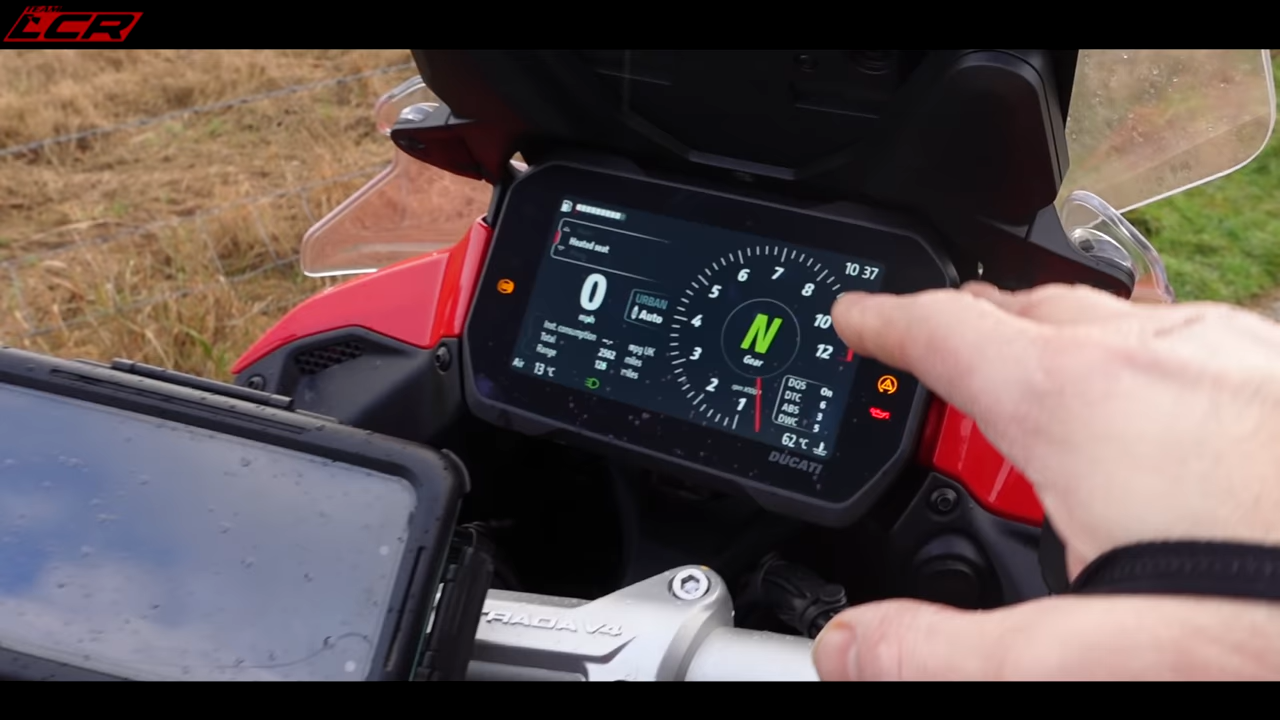 LCR
Heated seat
10 37
0
mph
URBAN
Auto
Inst. consumption -.- mpg UK
Total 2562 miles
Range 126 miles
Air 13 °C
1
2
3
4
5
6
7
8
10
12
N
Gear
DQS On
DTC 6
ABS 3
DWC 5
62 °C
DUCATI
TRADA V4